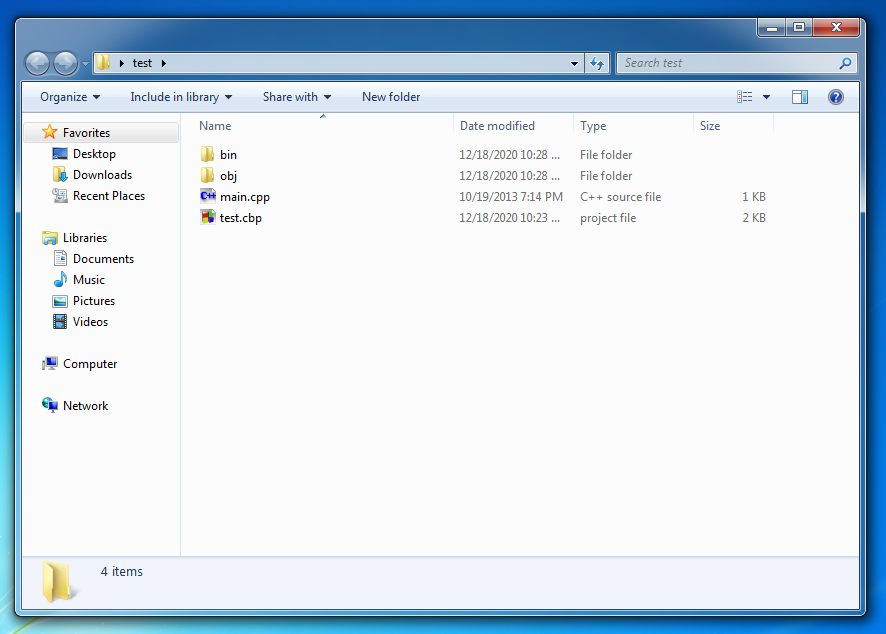 test
Search test
Organize Include in library Share with New folder
Name Date modified Type Size
Favorites
Desktop
Downloads
Recent Places
Libraries
Documents
Music
Pictures
Videos
Computer
Network
bin 12/18/2020 10:28 ... File folder
obj 12/18/2020 10:28 ... File folder
main.cpp 10/19/2013 7:14 PM C++ source file 1 KB
test.cbp 12/18/2020 10:23 ... project file 2 KB
4 items